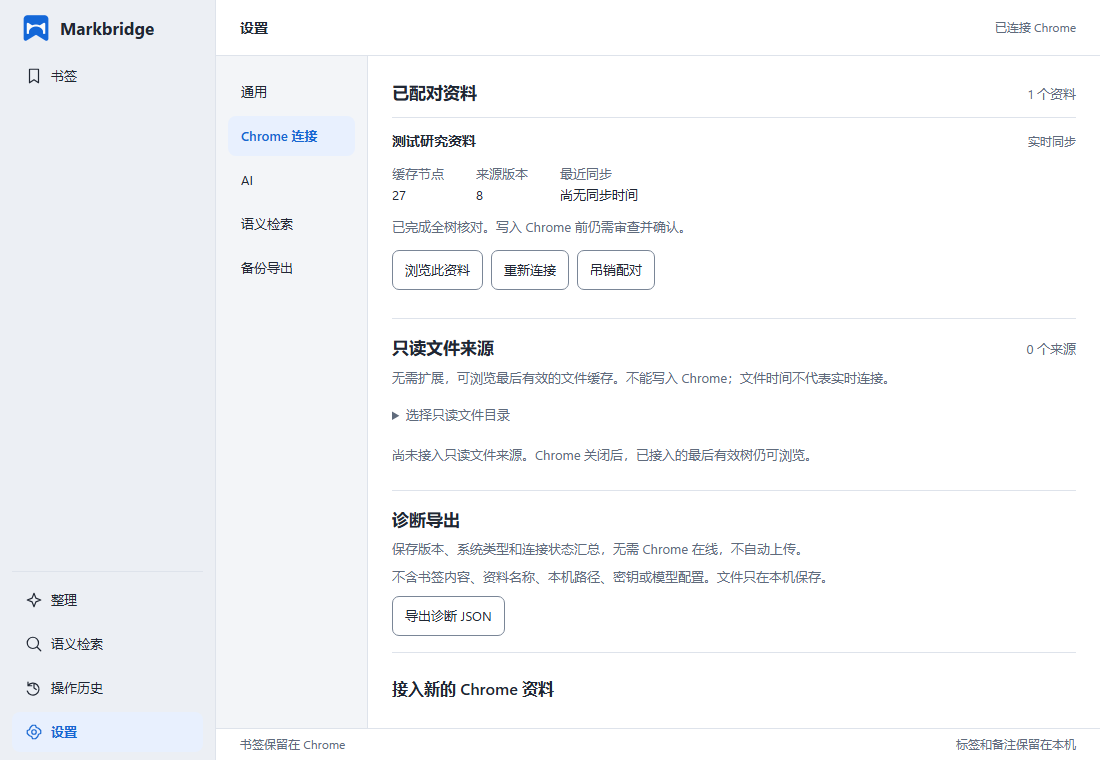 Markbridge
书签
整理
语义检索
操作历史
设置
设置
已连接 Chrome
通用
Chrome 连接
AI
语义检索
备份导出
已配对资料
1 个资料
测试研究资料
实时同步
缓存节点 来源版本 最近同步
27 8 尚无同步时间
已完成全树核对。写入 Chrome 前仍需审查并确认。
浏览此资料 重新连接 吊销配对
只读文件来源
0 个来源
无需扩展，可浏览最后有效的文件缓存。不能写入 Chrome；文件时间不代表实时连接。
选择只读文件目录
尚未接入只读文件来源。Chrome 关闭后，已接入的最后有效树仍可浏览。
诊断导出
保存版本、系统类型和连接状态汇总，无需 Chrome 在线，不自动上传。
不含书签内容、资料名称、本机路径、密钥或模型配置。文件只在本机保存。
导出诊断 JSON
接入新的 Chrome 资料
书签保留在 Chrome
标签和备注保留在本机